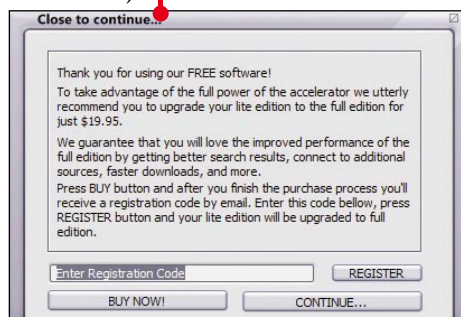 Close to continue...
Thank you for using our FREE software!
To take advantage of the full power of the accelerator we utterly
recommend you to upgrade your lite edition to the full edition for
just $19.95.
We guarantee that you will love the improved performance of the
full edition by getting better search results, connect to additional
sources, faster downloads, and more.
Press BUY button and after you finish the purchase process you'll
receive a registration code by email. Enter this code bellow, press
REGISTER button and your lite edition will be upgraded to full
edition.
Enter Registration Code
REGISTER
BUY NOW!
CONTINUE...